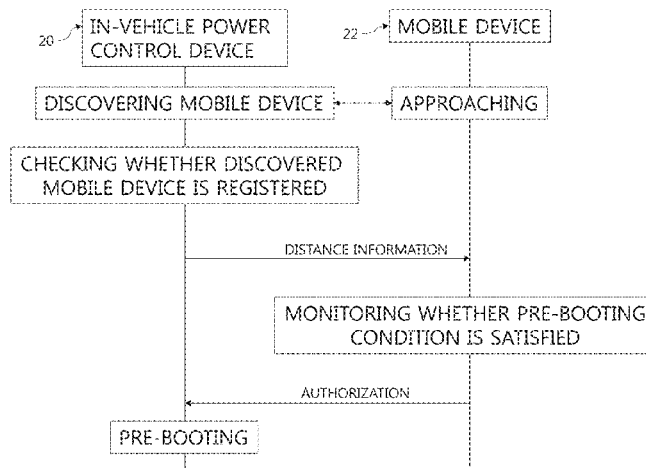 20
IN-VEHICLE POWER
CONTROL DEVICE
22
MOBILE DEVICE
DISCOVERING MOBILE DEVICE
APPROACHING
CHECKING WHETHER DISCOVERED
MOBILE DEVICE IS REGISTERED
DISTANCE INFORMATION
MONITORING WHETHER PRE-BOOTING
CONDITION IS SATISFIED
AUTHORIZATION
PRE-BOOTING